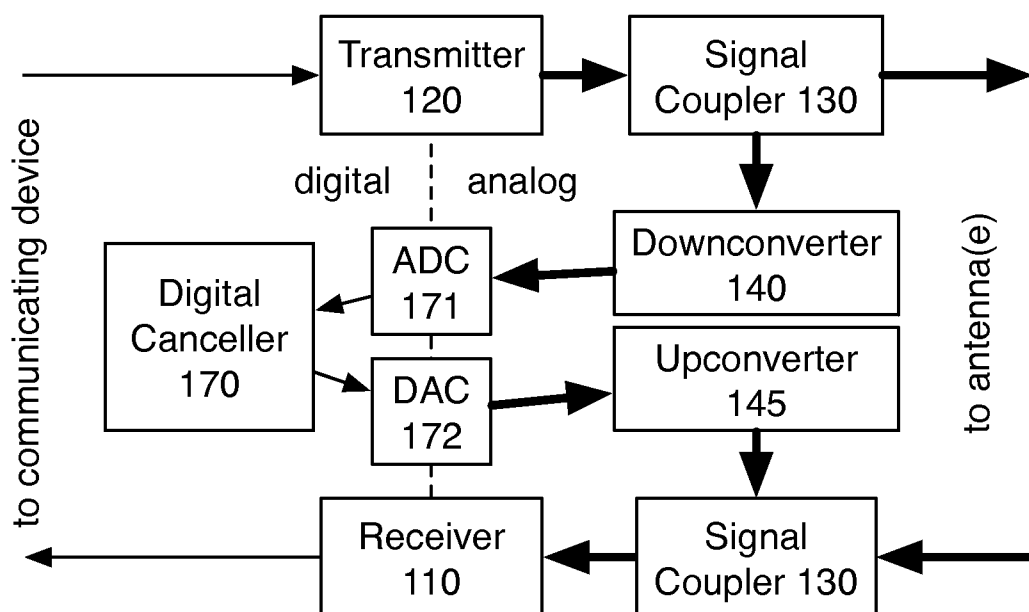 Transmitter
120
Signal
Coupler 130
digital
analog
to communicating device
ADC
171
Downconverter
140
Digital
Canceller
170
DAC
172
Upconverter
145
to antenna(e)
Receiver
110
Signal
Coupler 130